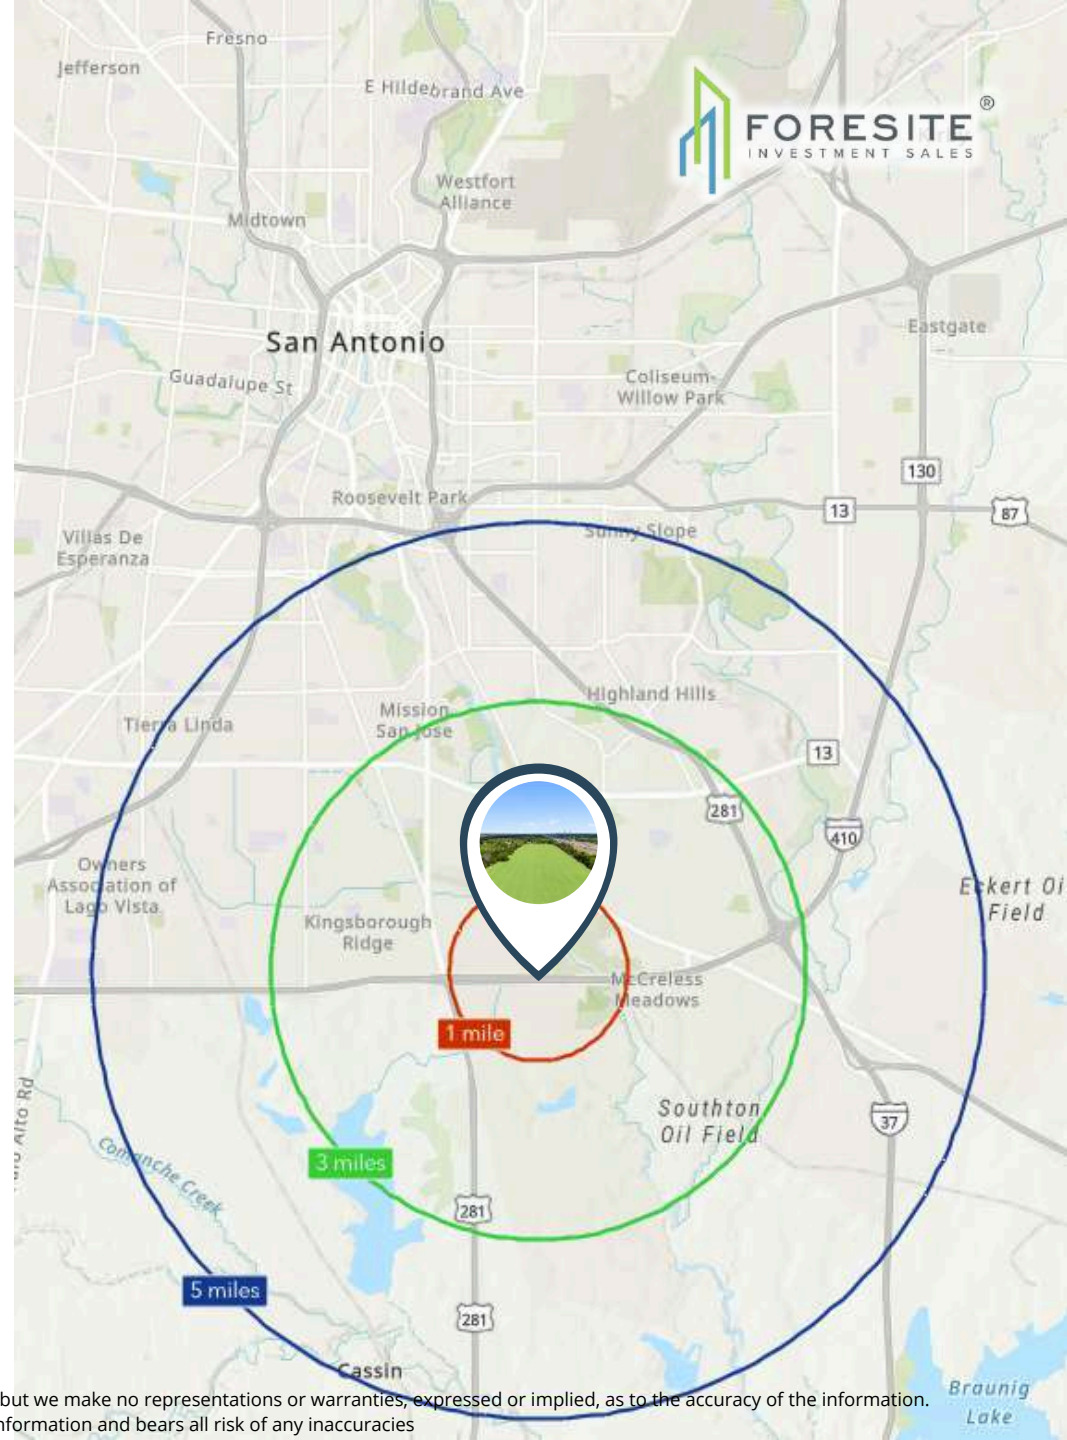 Fresno
Jefferson
E Hildebrand Ave
®
FORESITE
INVESTMENT SALES
Westfort
Alliance
Midtown
Eastgate
San Antonio
Guadalupe St
Coliseum-
Willow Park
130
Roosevelt Park
13
87
Villas De
Esperanza
Sunny Slope
Highland Hills
Mission
San Jose
Tierra Linda
13
281
410
Owners
Association of
Lago Vista
Eckert Oi
Field
Kingsborough
Ridge
McCreless
Meadows
1 mile
Alto Rd
Southton
Oil Field
37
Comanche Creek
3 miles
281
5 miles
281
Cassin
but we make no representations or warranties, expressed or implied, as to the accuracy of the information.
nformation and bears all risk of any inaccuracies
Braunig
Lake